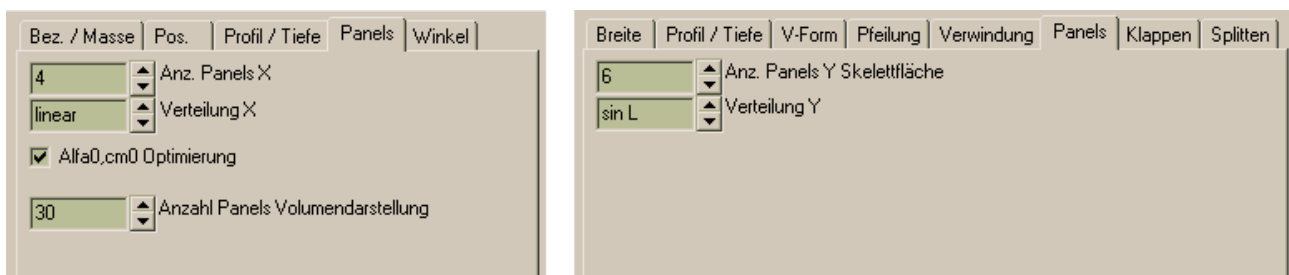 Bez. / Masse Pos. Profil / Tiefe Panels Winkel
4 Anz. Panels X
linear Verteilung X
Alfa0,cm0 Optimierung
30 Anzahl Panels Volumendarstellung
Breite Profil / Tiefe V-Form Pfeilung Verwindung Panels Klappen Splitten
6 Anz. Panels Y Skelettfläche
sin L Verteilung Y